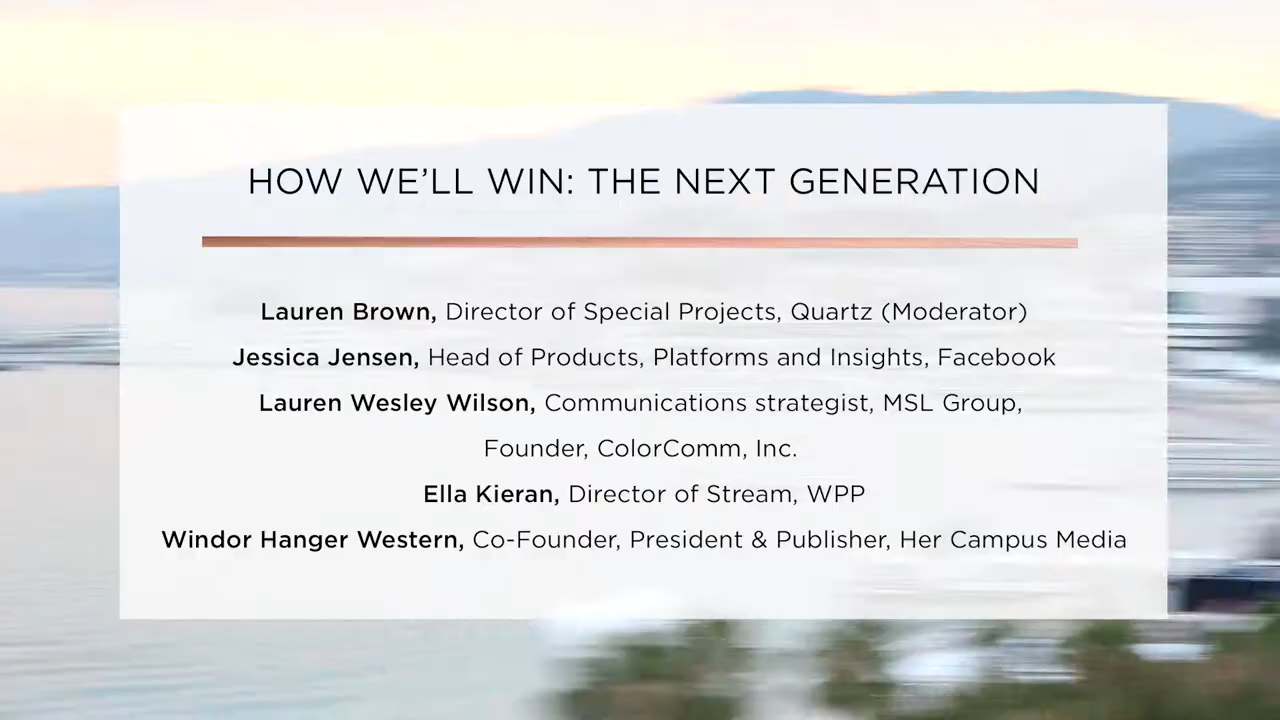 HOW WE’LL WIN: THE NEXT GENERATION
Lauren Brown, Director of Special Projects, Quartz (Moderator)
Jessica Jensen, Head of Products, Platforms and Insights, Facebook
Lauren Wesley Wilson, Communications strategist, MSL Group,
Founder, ColorComm, Inc.
Ella Kieran, Director of Stream, WPP
Windor Hanger Western, Co-Founder, President & Publisher, Her Campus Media